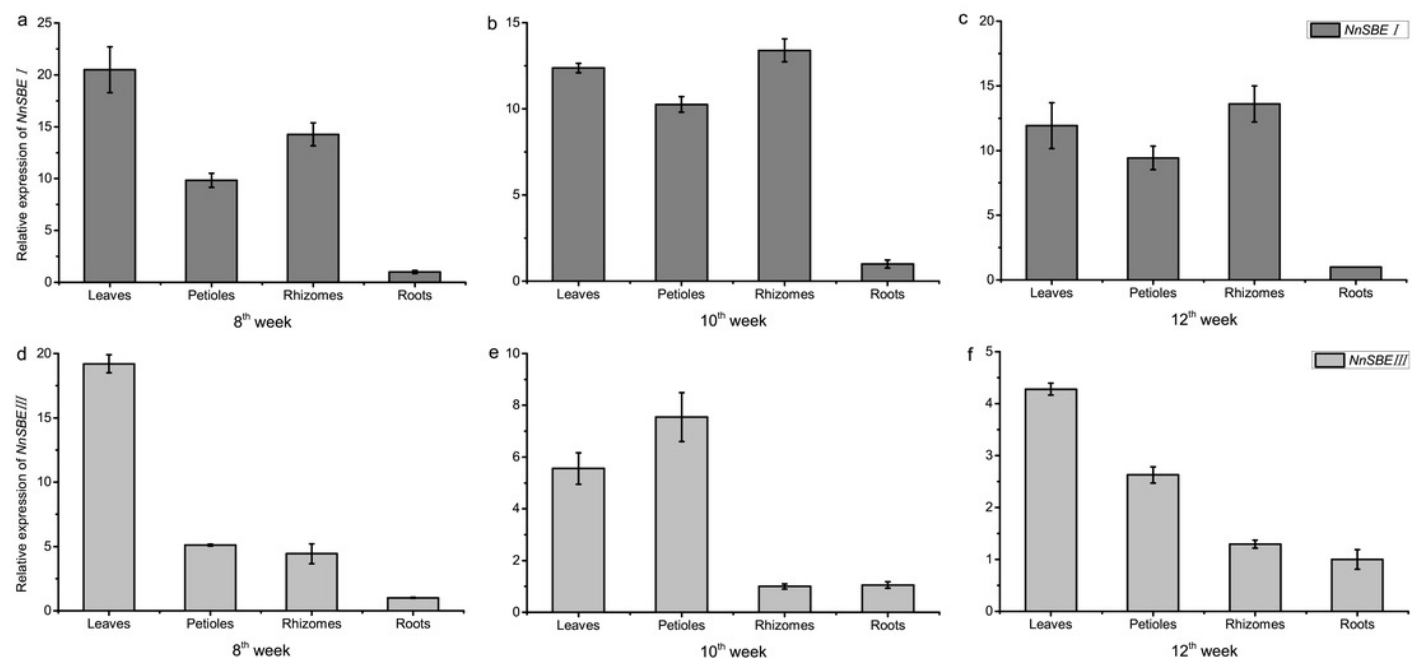 a
b
c
NnSBE I
Relative expression of NnSBE I
25
20
15
10
5
0
Leaves Petioles Rhizomes Roots
8th week
15
10
5
0
Leaves Petioles Rhizomes Roots
10th week
20
15
10
5
0
Leaves Petioles Rhizomes Roots
12th week
d
e
f
NnSBEIII
Relative expression of NnSBEIII
20
15
10
5
0
Leaves Petioles Rhizomes Roots
8th week
10
8
6
4
2
0
Leaves Petioles Rhizomes Roots
10th week
5
4
3
2
1
0
Leaves Petioles Rhizomes Roots
12th week